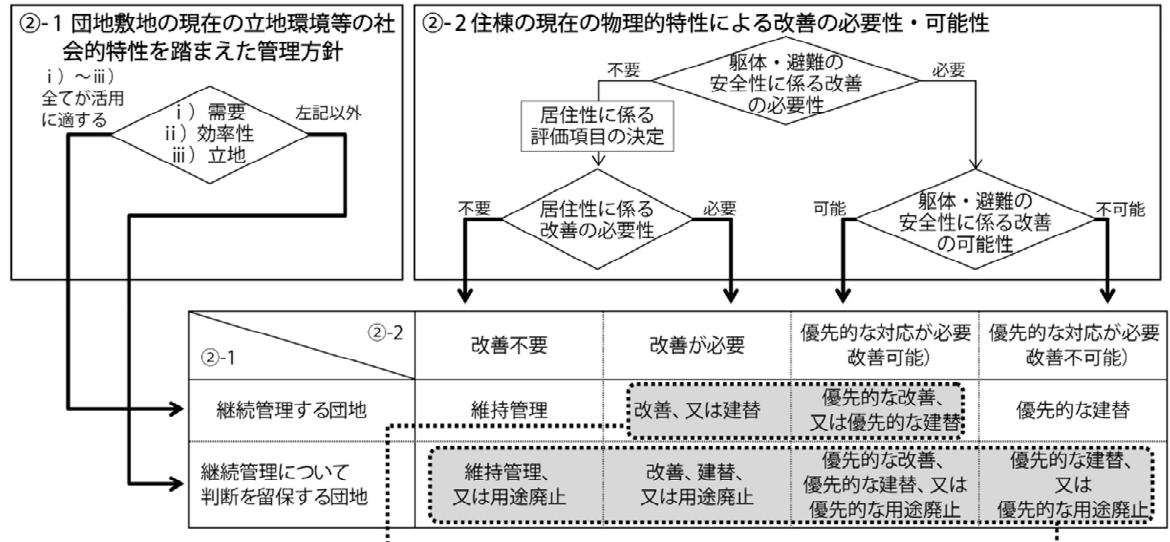 ②-1 団地敷地の現在の立地環境等の社
会的特性を踏まえた管理方針
ⅰ）～ⅲ）
全てが活用
に適する
ⅰ）需要
ⅱ）効率性
ⅲ）立地
左記以外
②-2 住棟の現在の物理的特性による改善の必要性・可能性
不要
躯体・避難の
安全性に係る改善
の必要性
必要
居住性に係る
評価項目の決定
不要
居住性に係る
改善の必要性
必要
可能
躯体・避難の
安全性に係る改善
の可能性
不可能
②-2
②-1
改善不要
改善が必要
優先的な対応が必要
改善可能）
優先的な対応が必要
改善不可能）
継続管理する団地
維持管理
改善、又は建替
優先的な改善、
又は優先的な建替
優先的な建替
継続管理について
判断を留保する団地
維持管理、
又は用途廃止
改善、建替、
又は用途廃止
優先的な改善、
優先的な建替、又は
優先的な用途廃止
優先的な建替、
又は
優先的な用途廃止